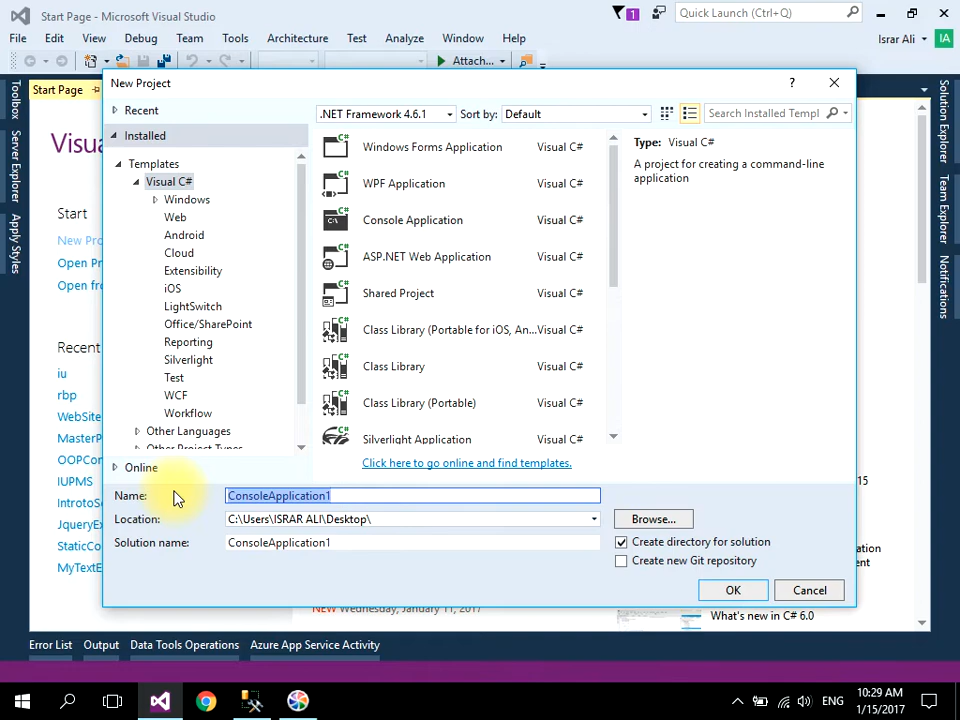 Start Page - Microsoft Visual Studio
1
Quick Launch (Ctrl+Q)
File Edit View Debug Team Tools Architecture Test Analyze Window Help
Israr Ali IA
Attach...
Start Page
Toolbox
Server Explorer
Apply Styles
Solution Explorer
Team Explorer
Notifications
Start
Open
Open
Recent
iu
rbp
IUPMS
New Project
?
Recent
Installed
Templates
Visual C#
Windows
Web
Android
Cloud
Extensibility
iOS
LightSwitch
Office/SharePoint
Reporting
Silverlight
Test
WCF
Workflow
Other Languages
Other Project Types
Online
.NET Framework 4.6.1
Sort by: Default
Search Installed Templ
Windows Forms Application Visual C#
WPF Application Visual C#
Console Application Visual C#
ASP.NET Web Application Visual C#
Shared Project Visual C#
Class Library (Portable for iOS, An... Visual C#
Class Library Visual C#
Class Library (Portable) Visual C#
Silverlight Application Visual C#
Click here to go online and find templates.
Type: Visual C#
A project for creating a command-line
application
Name: ConsoleApplication1
Location: C:\Users\ISRAR ALI\Desktop\
Browse...
Solution name: ConsoleApplication1
Create directory for solution
Create new Git repository
OK Cancel
NEW Wednesday, January 11, 2017
What's new in C# 6.0
Error List Output Data Tools Operations Azure App Service Activity
ENG
10:29 AM
1/15/2017